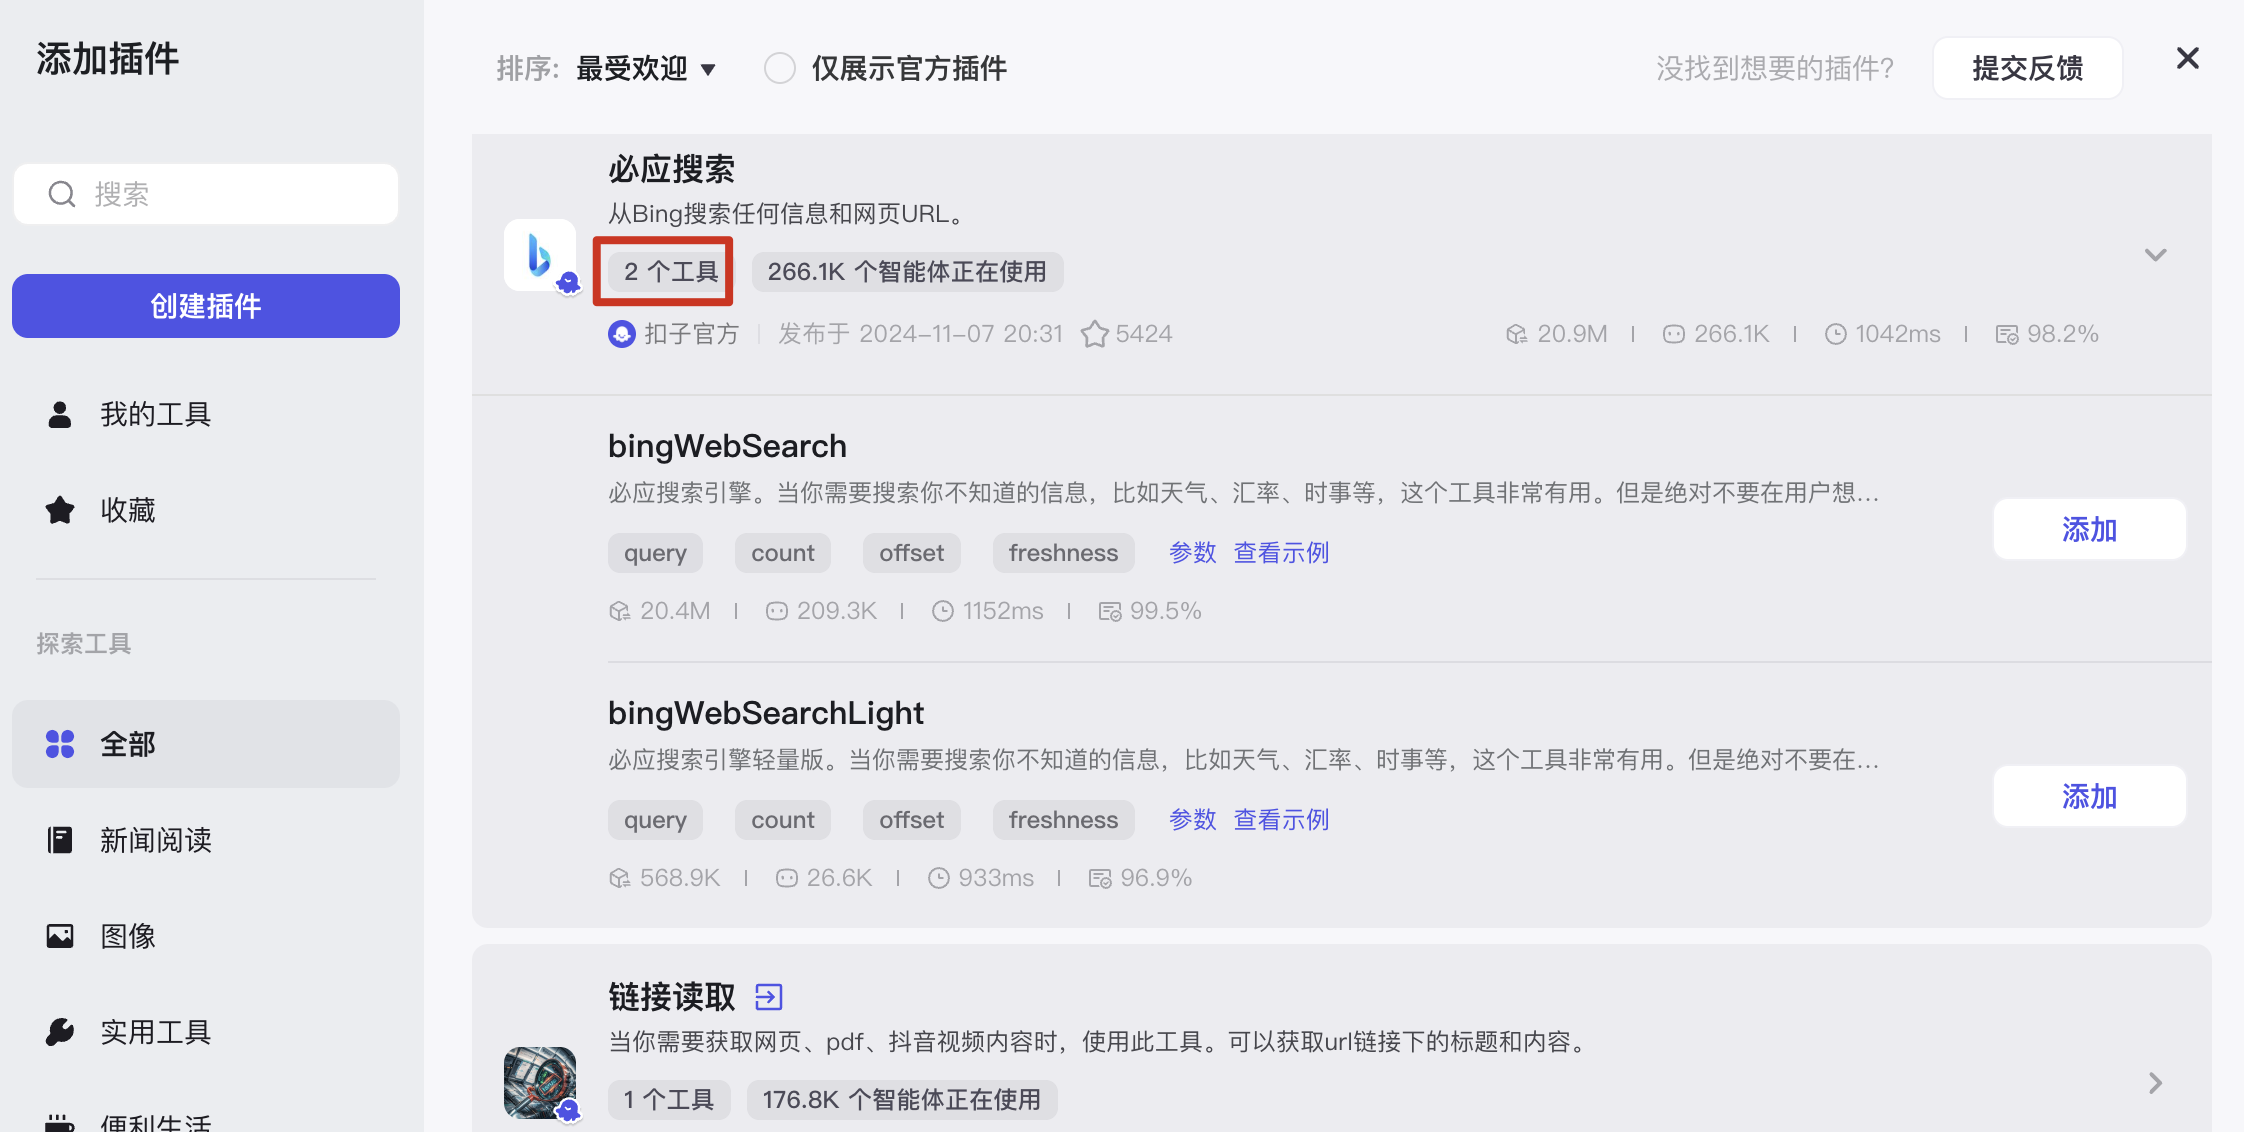 添加插件
搜索
创建插件
我的工具
收藏
探索工具
全部
新闻阅读
图像
实用工具
便利生活
排序: 最受欢迎 仅展示官方插件 没找到想要的插件? 提交反馈
必应搜索
从Bing搜索任何信息和网页URL。
2 个工具 266.1K 个智能体正在使用
扣子官方 发布于 2024-11-07 20:31 5424 20.9M 266.1K 1042ms 98.2%
bingWebSearch
必应搜索引擎。当你需要搜索你不知道的信息，比如天气、汇率、时事等，这个工具非常有用。但是绝对不要在用户想...
添加
query count offset freshness 参数 查看示例
20.4M 209.3K 1152ms 99.5%
bingWebSearchLight
必应搜索引擎轻量版。当你需要搜索你不知道的信息，比如天气、汇率、时事等，这个工具非常有用。但是绝对不要在...
添加
query count offset freshness 参数 查看示例
568.9K 26.6K 933ms 96.9%
链接读取
当你需要获取网页、pdf、抖音视频内容时，使用此工具。可以获取url链接下的标题和内容。
1 个工具 176.8K 个智能体正在使用